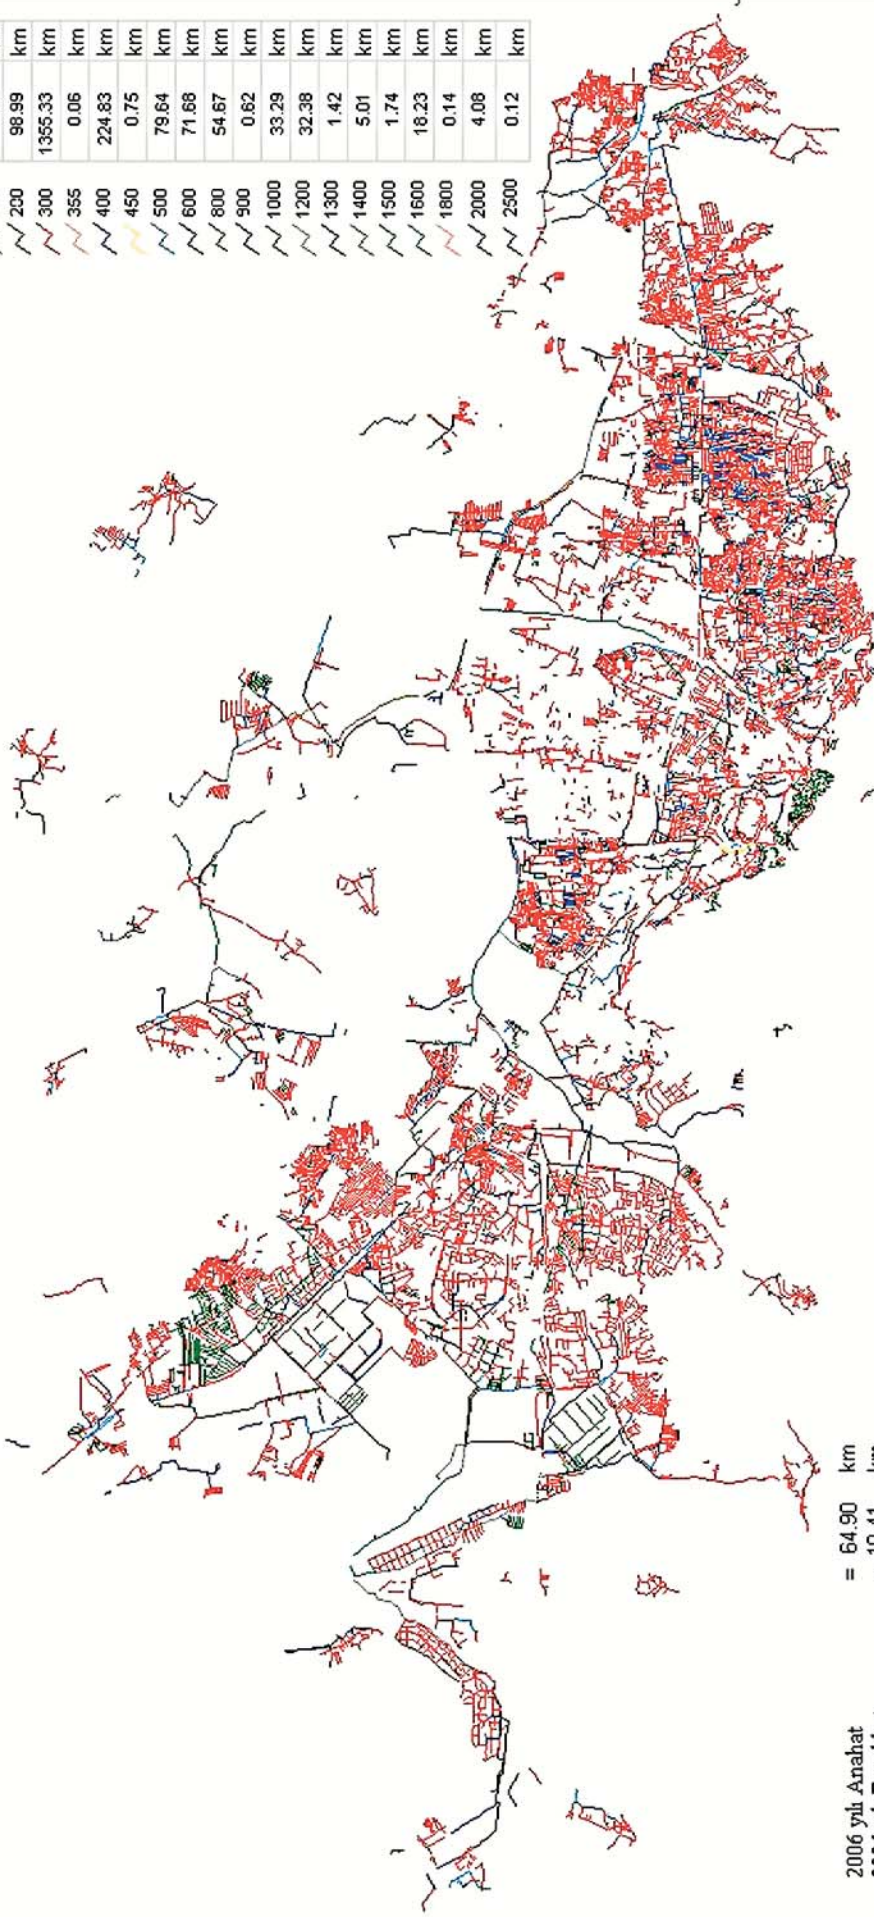 200 98.99 km
300 1355.33 km
355 0.06 km
400 224.83 km
450 0.75 km
500 79.64 km
600 71.68 km
800 54.67 km
900 0.62 km
1000 33.29 km
1200 32.38 km
1300 1.42 km
1400 5.01 km
1500 1.74 km
1600 18.23 km
1800 0.14 km
2000 4.08 km
2500 0.12 km
2006 yılı Anahat = 64.90 km